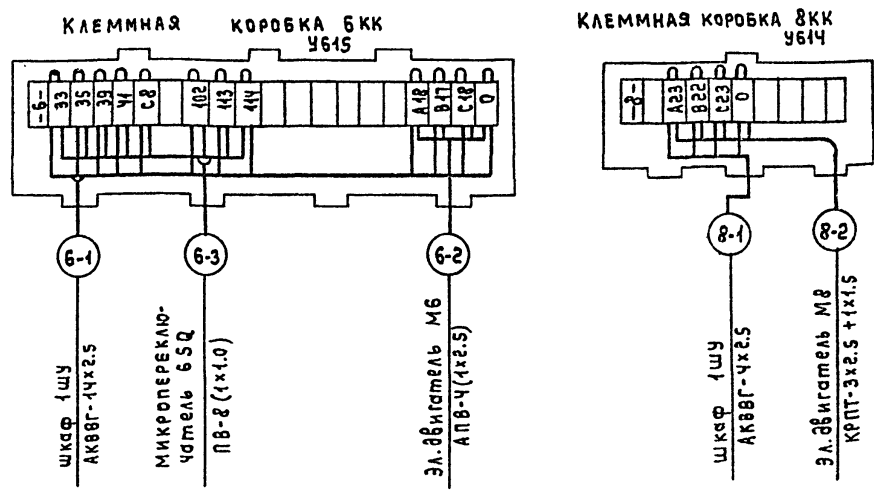 Клеммная коробка 6КК
У615
-6- 33 35 39 41 С8 102 113 114 А18 В17 С18 0
6-1 6-3 6-2
шкаф 1ШУ
АКВВГ-14х2.5
микропереклю-
чатель 6SQ
ПВ-8 (1х1.0)
Эл. двигатель М6
АПВ-4 (1х2.5)
Клеммная коробка 8КК
У614
-8- А23 В22 С23 0
8-1 8-2
шкаф 1ШУ
АКВВГ-4х2.5
Эл. двигатель М8
КРПТ-3х2.5 +1х1.5